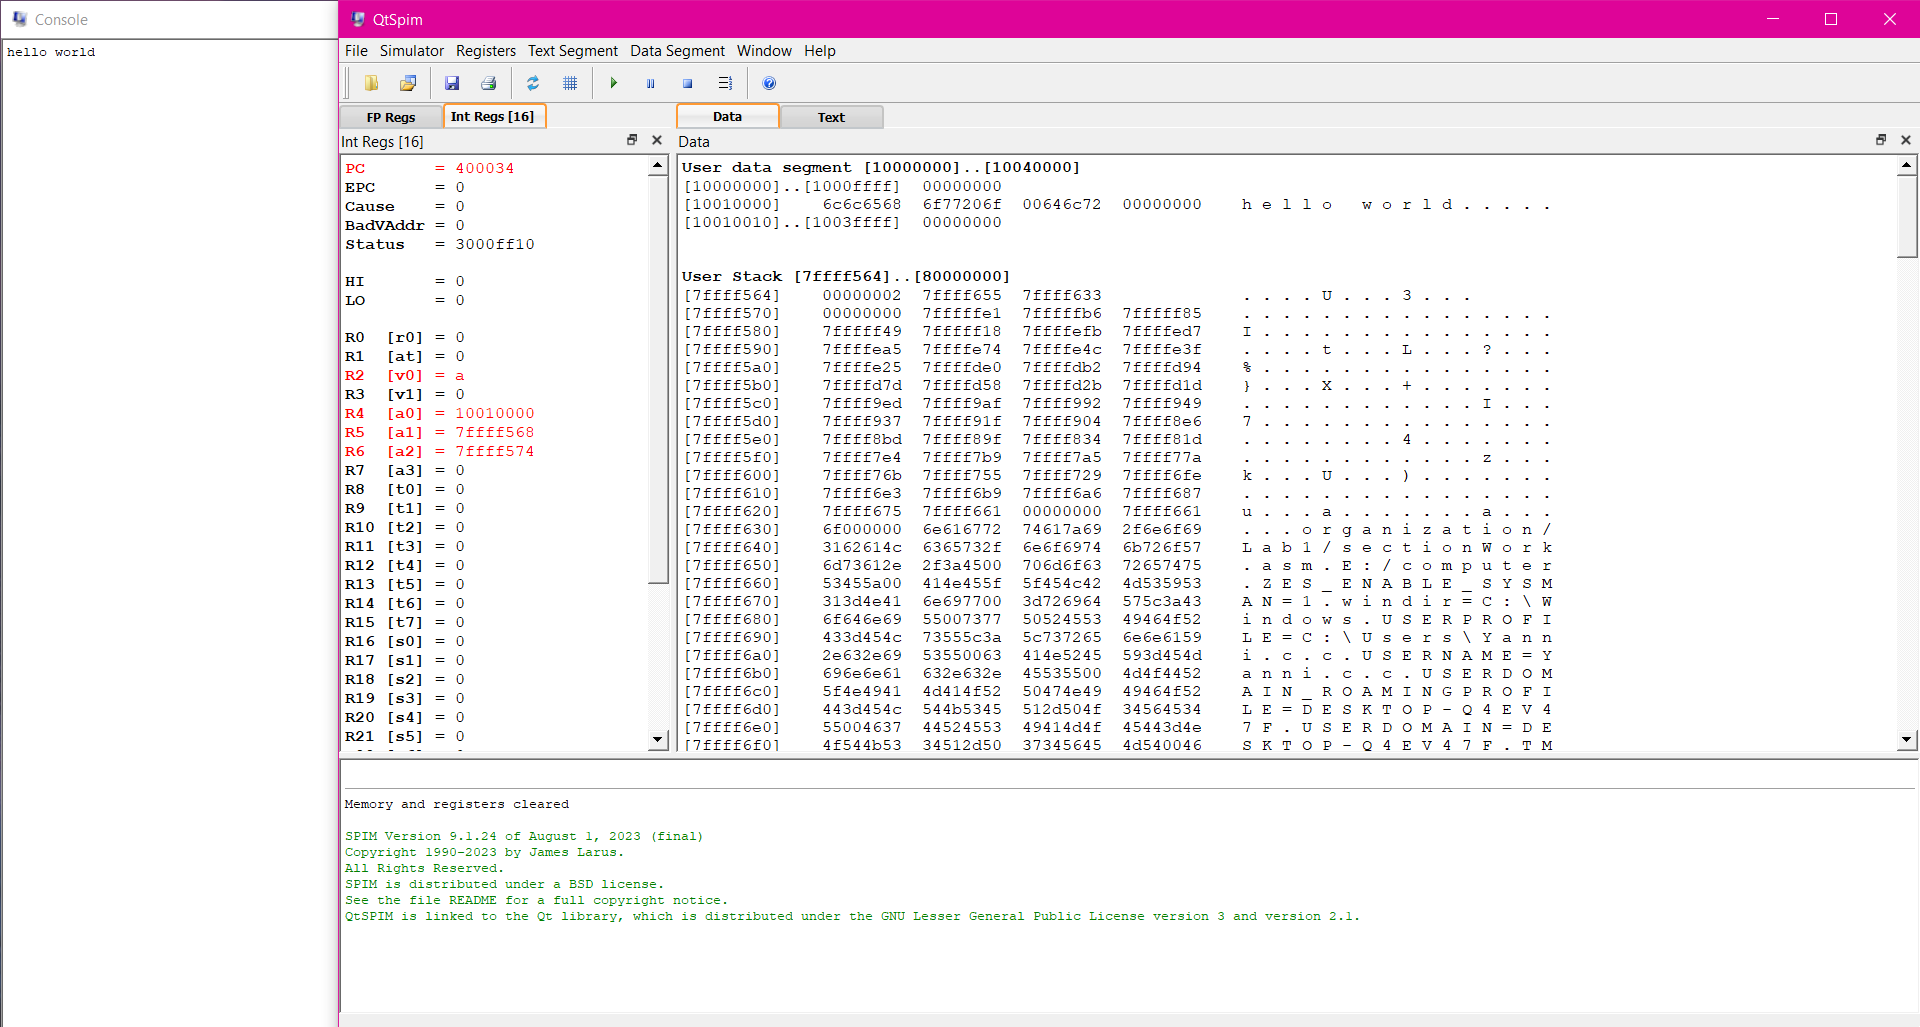 Console
hello world
QtSpim
File Simulator Registers Text Segment Data Segment Window Help
FP Regs Int Regs [16]
Int Regs [16]
PC = 400034
EPC = 0
Cause = 0
BadVAddr = 0
Status = 3000ff10
HI = 0
LO = 0
R0 [r0] = 0
R1 [at] = 0
R2 [v0] = a
R3 [v1] = 0
R4 [a0] = 10010000
R5 [a1] = 7ffff568
R6 [a2] = 7ffff574
R7 [a3] = 0
R8 [t0] = 0
R9 [t1] = 0
R10 [t2] = 0
R11 [t3] = 0
R12 [t4] = 0
R13 [t5] = 0
R14 [t6] = 0
R15 [t7] = 0
R16 [s0] = 0
R17 [s1] = 0
R18 [s2] = 0
R19 [s3] = 0
R20 [s4] = 0
R21 [s5] = 0
Data Text
Data
User data segment [10000000]..[10040000]
[10000000]..[1000ffff] 00000000
[10010000] 6c6c6568 6f77206f 00646c72 00000000 h e l l o   w o r l d . . . . .
[10010010]..[1003ffff] 00000000
User Stack [7ffff564]..[80000000]
[7ffff564] 00000002 7ffff655 7ffff633 . . . . U . . . 3 . . .
[7ffff570] 00000000 7fffffe1 7fffffb6 7fffff85 . . . . . . . . . . . . . . . .
[7ffff580] 7fffff49 7fffff18 7ffffefb 7ffffed7 I . . . . . . . . . . . . . . .
[7ffff590] 7ffffea5 7ffffe74 7ffffe4c 7ffffe3f . . . . t . . . L . . . ? . . .
[7ffff5a0] 7ffffe25 7ffffde0 7ffffdb2 7ffffd94 % . . . . . . . . . . . . . . .
[7ffff5b0] 7ffffd7d 7ffffd58 7ffffd2b 7ffffd1d } . . . X . . . + . . . . . . .
[7ffff5c0] 7ffff9ed 7ffff9af 7ffff992 7ffff949 . . . . . . . . . . . . I . . .
[7ffff5d0] 7ffff937 7ffff91f 7ffff904 7ffff8e6 7 . . . . . . . . . . . . . . .
[7ffff5e0] 7ffff8bd 7ffff89f 7ffff834 7ffff81d . . . . . . . . 4 . . . . . . .
[7ffff5f0] 7ffff7e4 7ffff7b9 7ffff7a5 7ffff77a . . . . . . . . . . . . z . . .
[7ffff600] 7ffff76b 7ffff755 7ffff729 7ffff6fe k . . . U . . . ) . . . . . . .
[7ffff610] 7ffff6e3 7ffff6b9 7ffff6a6 7ffff687 . . . . . . . . . . . . . . . .
[7ffff620] 7ffff675 7ffff661 00000000 7ffff661 u . . . a . . . . . . . a . . .
[7ffff630] 6f000000 6e616772 74617a69 2f6e6f69 . . . o r g a n i z a t i o n /
[7ffff640] 3162614c 6365732f 6e6f6974 6b726f57 L a b 1 / s e c t i o n W o r k
[7ffff650] 6d73612e 2f3a4500 706d6f63 72657475 . a s m . E : / c o m p u t e r
[7ffff660] 53455a00 414e455f 5f454c42 4d535953 . Z E S _ E N A B L E _ S Y S M
[7ffff670] 313d4e41 6e697700 3d726964 575c3a43 A N = 1 . w i n d i r = C : \ W
[7ffff680] 6f646e69 55007377 50524553 49464f52 i n d o w s . U S E R P R O F I
[7ffff690] 433d454c 73555c3a 5c737265 6e6e6159 L E = C : \ U s e r s \ Y a n n
[7ffff6a0] 2e632e69 53550063 414e5245 593d454d i . c . c . U S E R N A M E = Y
[7ffff6b0] 696e6e61 632e632e 45535500 4d4f4452 a n n i . c . c . U S E R D O M
[7ffff6c0] 5f4e4941 4d414f52 50474e49 49464f52 A I N _ R O A M I N G P R O F I
[7ffff6d0] 443d454c 544b5345 512d504f 34564534 L E = D E S K T O P - Q 4 E V 4
[7ffff6e0] 55004637 44524553 49414d4f 45443d4e 7 F . U S E R D O M A I N = D E
[7ffff6f0] 4f544b53 34512d50 37345645 4d540046 S K T O P - Q 4 E V 4 7 F . T M
Memory and registers cleared
SPIM Version 9.1.24 of August 1, 2023 (final)
Copyright 1990-2023 by James Larus.
All Rights Reserved.
SPIM is distributed under a BSD license.
See the file README for a full copyright notice.
QtSPIM is linked to the Qt library, which is distributed under the GNU Lesser General Public License version 3 and version 2.1.